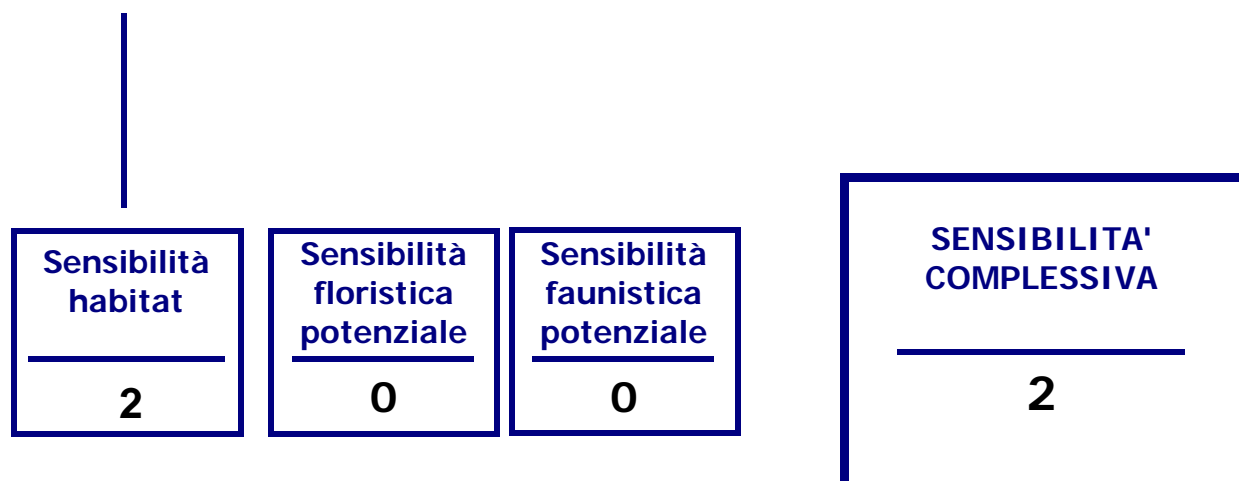 Sensibilità
habitat
2
Sensibilità
floristica
potenziale
0
Sensibilità
faunistica
potenziale
0
SENSIBILITA'
COMPLESSIVA
2